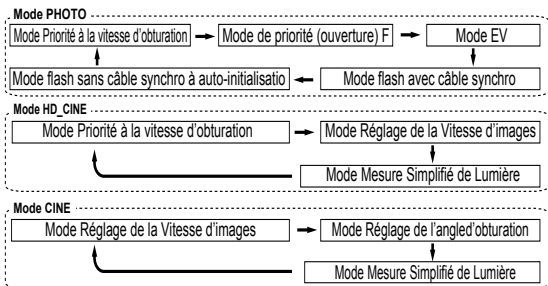 Mode PHOTO
Mode Priorité à la vitesse d'obturation Mode de priorité (ouverture) F Mode EV
Mode flash sans câble synchro à auto-initialisatio Mode flash avec câble synchro
Mode HD_CINE
Mode Priorité à la vitesse d'obturation Mode Réglage de la Vitesse d'images
Mode Mesure Simplifié de Lumière
Mode CINE
Mode Réglage de la Vitesse d'images Mode Réglage de l'angled'obturation
Mode Mesure Simplifié de Lumière